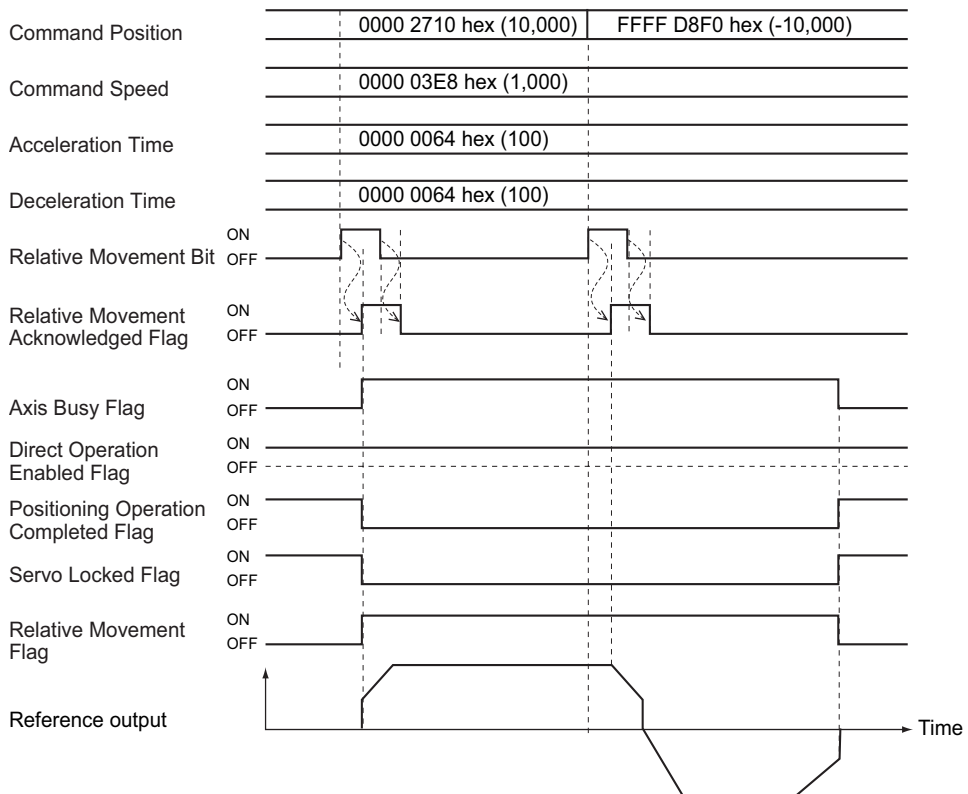 Command Position
0000 2710 hex (10,000)
FFFF D8F0 hex (-10,000)
Command Speed
0000 03E8 hex (1,000)
Acceleration Time
0000 0064 hex (100)
Deceleration Time
0000 0064 hex (100)
ON
Relative Movement Bit OFF
Relative Movement
Acknowledged Flag
ON
OFF
ON
Axis Busy Flag
OFF
Direct Operation
Enabled Flag
ON
OFF
Positioning Operation
Completed Flag
ON
OFF
ON
Servo Locked Flag
OFF
Relative Movement
Flag
ON
OFF
Reference output
Time